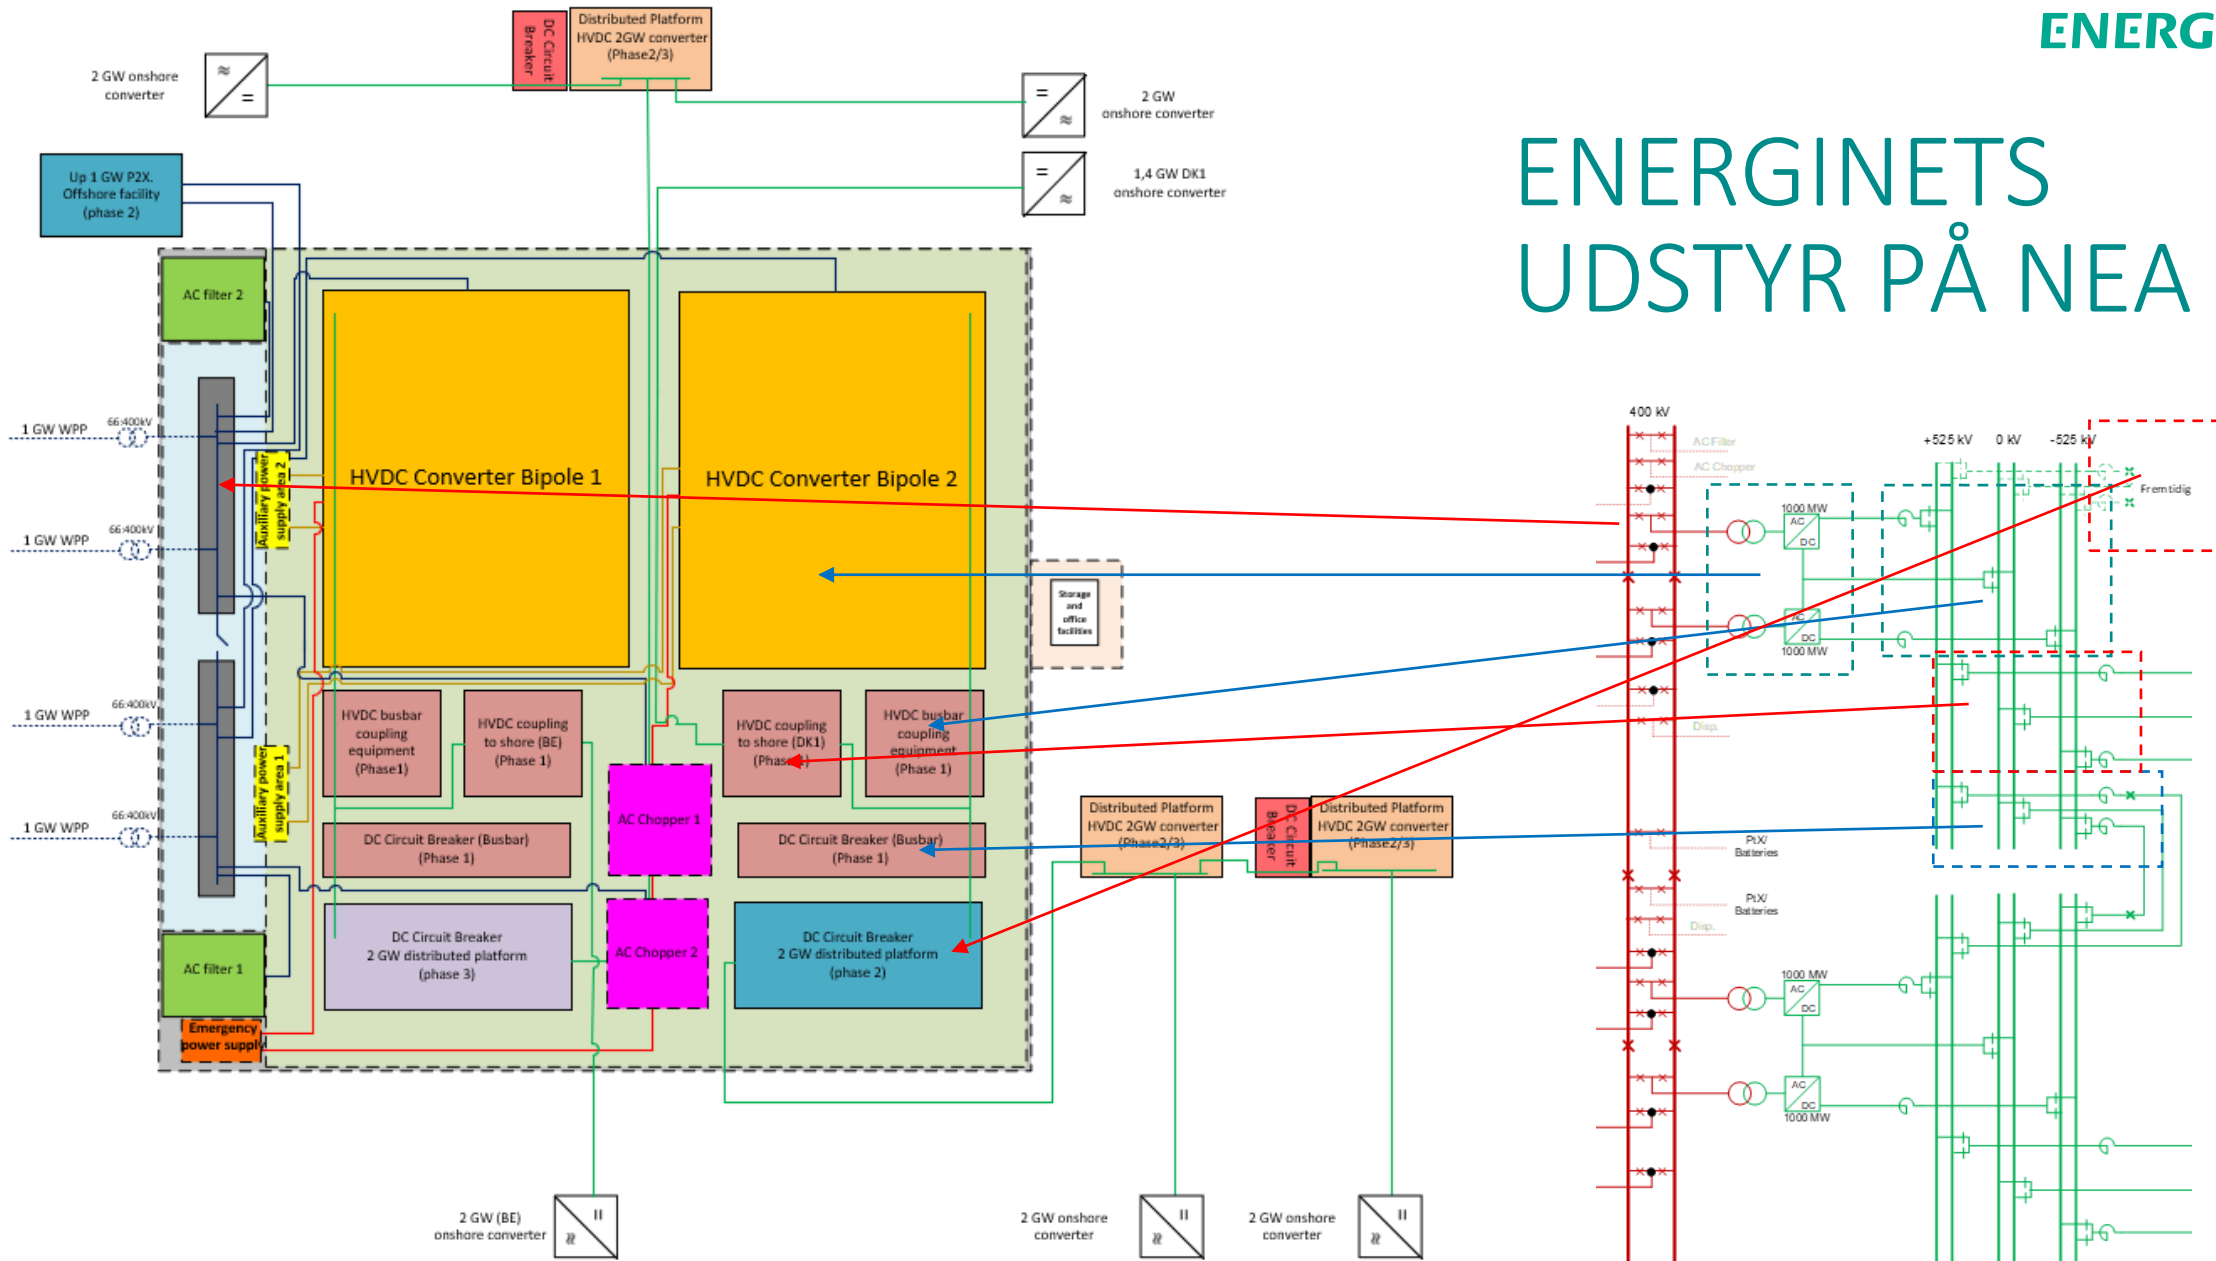 ENERG
ENERGINETS
UDSTYR PÅ NEA
DC Circuit
Breaker
Distributed Platform
HVDC 2GW converter
(Phase2/3)
2 GW onshore
converter
2 GW
onshore converter
1,4 GW DK1
onshore converter
Up 1 GW P2X.
Offshore facility
(phase 2)
AC filter 2
HVDC Converter Bipole 1
HVDC Converter Bipole 2
1 GW WPP
66:400kV
1 GW WPP
66:400kV
1 GW WPP
66:400kV
1 GW WPP
66:400kV
Auxiliary power
supply area 2
Auxiliary power
supply area 1
Storage
and
office
facilities
HVDC busbar
coupling
equipment
(Phase1)
HVDC coupling
to shore (BE)
(Phase 1)
HVDC coupling
to shore (DK1)
(Phase 1)
HVDC busbar
coupling
equipment
(Phase 1)
AC Chopper 1
DC Circuit Breaker (Busbar)
(Phase 1)
DC Circuit Breaker (Busbar)
(Phase 1)
AC Chopper 2
DC Circuit Breaker
2 GW distributed platform
(phase 3)
DC Circuit Breaker
2 GW distributed platform
(phase 2)
AC filter 1
Emergency
power supply
Distributed Platform
HVDC 2GW converter
(Phase2/3)
DC Circuit
Breaker
Distributed Platform
HVDC 2GW converter
(Phase2/3)
2 GW (BE)
onshore converter
2 GW onshore
converter
2 GW onshore
converter
400 kV
AC Filter
AC Chopper
+525 kV
0 kV
-525 kV
Fremtidig
1000 MW
AC
DC
AC
DC
1000 MW
Disp.
PtX/
Batteries
PtX/
Batteries
Disp.
1000 MW
AC
DC
AC
DC
1000 MW